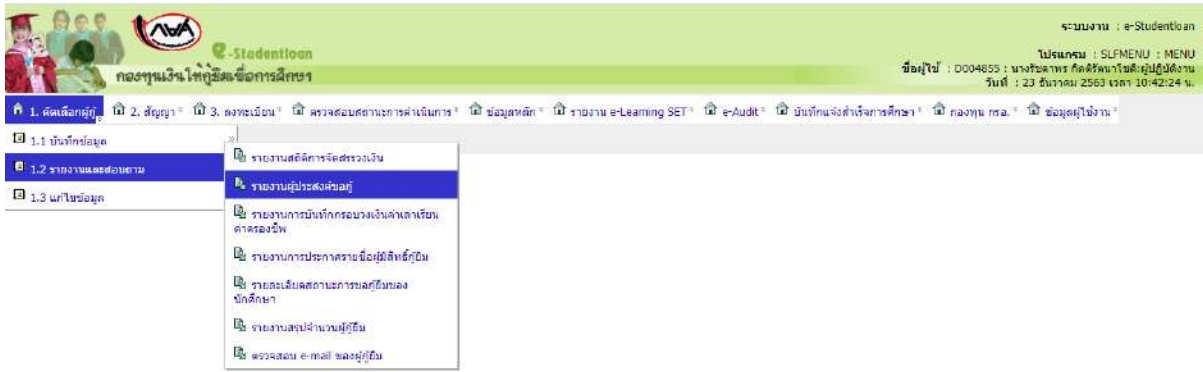 ระบบงาน : e-Studentloan
e-Studentloan
โปรแกรม : SLFMENU : MENU
กองทุนเงินให้กู้ยืมเพื่อการศึกษา
ชื่อผู้ใช้ : D004855 : นางรัชดาพร กิตติรัตนาโชติ:ผู้ปฏิบัติงาน
วันที่ : 23 ธันวาคม 2563 เวลา 10:42:24 น.
1. คัดเลือกผู้กู้ 2. สัญญา 3. ลงทะเบียน ตรวจสอบสถานะการดำเนินการ ข้อมูลหลัก รายงาน e-Learning SET e-Audit บันทึกแจ้งสำเร็จการศึกษา กองทุน กรอ. ข้อมูลผู้ใช้งาน
1.1 บันทึกข้อมูล »
1.2 รายงานและสอบถาม
1.3 แก้ไขข้อมูล
รายงานสถิติการจัดสรรวงเงิน
รายงานผู้ประสงค์ขอกู้
รายงานการบันทึกกรอบวงเงินค่าเล่าเรียน
ค่าครองชีพ
รายงานการประกาศรายชื่อผู้มีสิทธิ์กู้ยืม
รายละเอียดสถานะการขอกู้ยืมของ
นักศึกษา
รายงานสรุปจำนวนผู้กู้ยืม
ตรวจสอบ e-mail ของผู้กู้ยืม